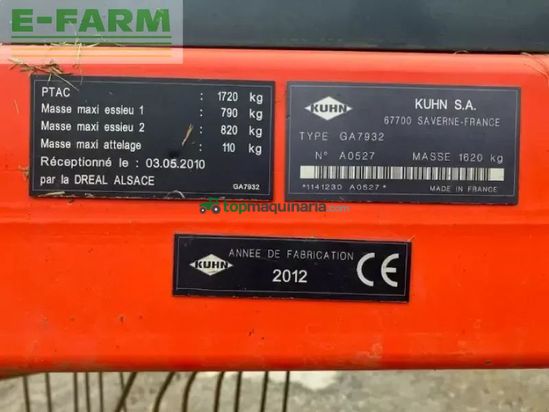 E-FARM
PTAC : 1720 kg
Masse maxi essieu 1 : 790 kg
Masse maxi essieu 2 : 820 kg
Masse maxi attelage : 110 kg
Réceptionné le : 03.05.2010
par la DREAL ALSACE
GA7932
KUHN
KUHN S.A.
67700 SAVERNE-FRANCE
TYPE GA7932
N° A0527 MASSE 1620 kg
*1141230 A0527*
MADE IN FRANCE
topmaquinaria.com
KUHN
ANNEE DE FABRICATION
2012
CE